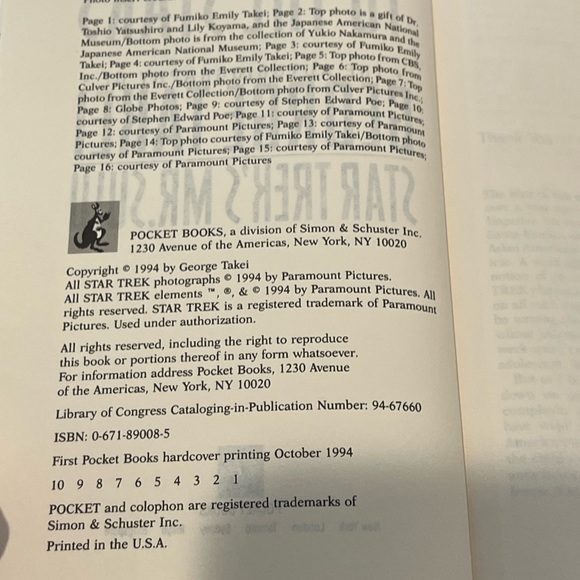 Page 1: courtesy of Fumiko Emily Takei; Page 2: Top photo is a gift of Dr.
Toshio Yatsushiro and Lily Koyama, and the Japanese American National
Museum/Bottom photo is from the collection of Yukio Nakamura and the
Japanese American National Museum; Page 3: courtesy of Fumiko Emily
Takei; Page 4: courtesy of Fumiko Emily Takei; Page 5: Top photo from CBS,
Inc./Bottom photo from the Everett Collection; Page 6: Top photo from
Culver Pictures Inc./Bottom photo from the Everett Collection; Page 7: Top
photo from the Everett Collection/Bottom photo from Culver Pictures Inc.;
Page 8: Globe Photos; Page 9: courtesy of Stephen Edward Poe; Page 10:
courtesy of Stephen Edward Poe; Page 11: courtesy of Paramount Pictures;
Page 12: courtesy of Paramount Pictures; Page 13: courtesy of Paramount
Pictures; Page 14: Top photo courtesy of Fumiko Emily Takei/Bottom photo
courtesy of Paramount Pictures; Page 15: courtesy of Paramount Pictures;
Page 16: courtesy of Paramount Pictures
STAR TREK'S MR.
POCKET BOOKS, a division of Simon & Schuster Inc.
1230 Avenue of the Americas, New York, NY 10020
Copyright © 1994 by George Takei
All STAR TREK photographs © 1994 by Paramount Pictures.
All STAR TREK elements ™, ®, & © 1994 by Paramount Pictures. All
rights reserved. STAR TREK is a registered trademark of Paramount
Pictures. Used under authorization.
All rights reserved, including the right to reproduce
this book or portions thereof in any form whatsoever.
For information address Pocket Books, 1230 Avenue
of the Americas, New York, NY 10020
Library of Congress Cataloging-in-Publication Number: 94-67660
ISBN: 0-671-89008-5
First Pocket Books hardcover printing October 1994
10 9 8 7 6 5 4 3 2 1
POCKET and colophon are registered trademarks of
Simon & Schuster Inc.
Printed in the U.S.A.